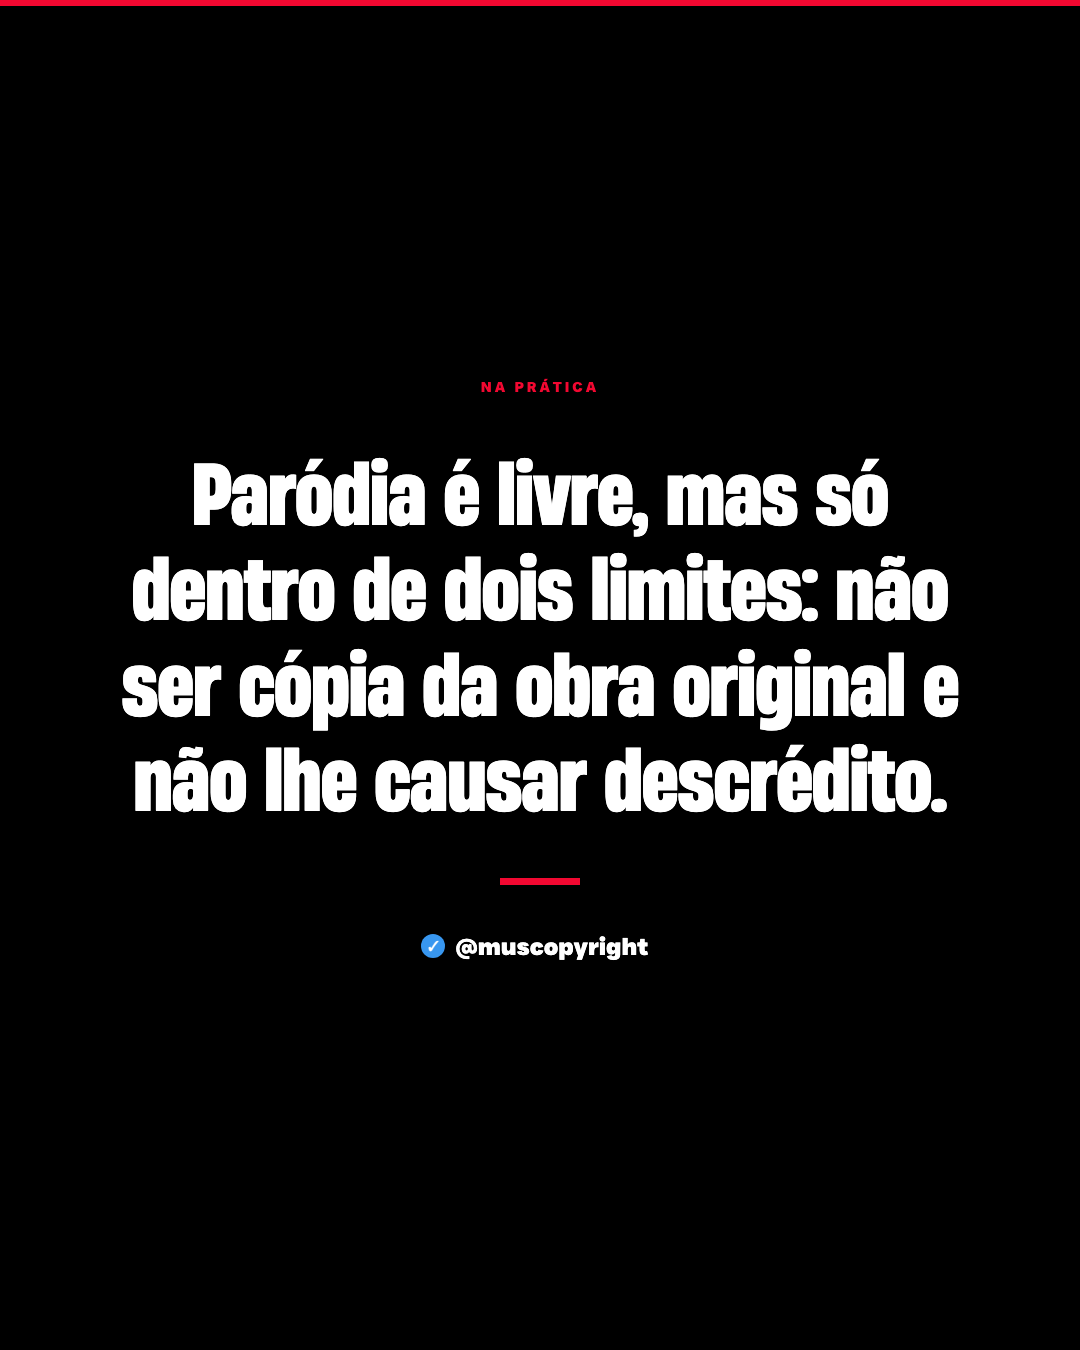 NA PRÁTICA
Paródia é livre, mas só
dentro de dois limites: não
ser cópia da obra original e
não lhe causar descrédito.
✓ @muscopyright